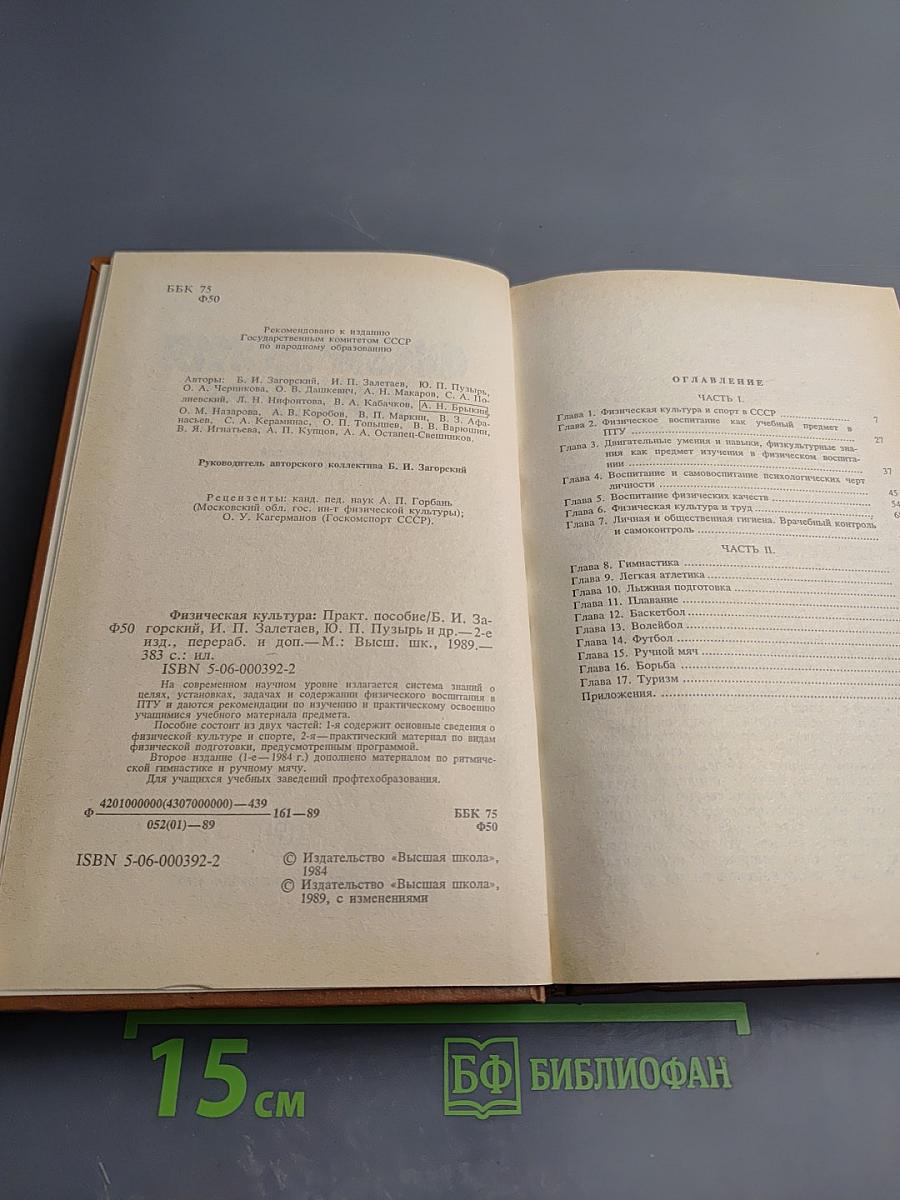 ББК 75
Ф50
Рекомендовано к изданию
Государственным комитетом СССР
по народному образованию
Авторы: Б. И. Загорский, И. П. Залетаев, Ю. П. Пузырь,
О. А. Черникова, О. В. Дашкевич, А. Н. Макаров, С. А. По-
лиевский, Л. Н. Нифонтова, В. А. Кабачков, А. Н. Брыкин,
О. М. Назарова, А. В. Коробов, В. П. Маркин, В. З. Афа-
насьев, С. А. Кераминас, О. П. Топышев, В. В. Варюшин,
В. Я. Игнатьева, А. П. Купцов, А. А. Остапец-Свешников.
Руководитель авторского коллектива Б. И. Загорский
Рецензенты: канд. пед. наук А. П. Горбань
(Московский обл. гос. ин-т физической культуры);
О. У. Кагерманов (Госкомспорт СССР).
Физическая культура: Практ. пособие/Б. И. За-
Ф50 горский, И. П. Залетаев, Ю. П. Пузырь и др.—2-е
изд., перераб. и доп.—М.: Высш. шк., 1989.—
383 с.: ил.
ISBN 5-06-000392-2
На современном научном уровне излагается система знаний о
целях, установках, задачах и содержании физического воспитания в
ПТУ и даются рекомендации по изучению и практическому освоению
учащимися учебного материала предмета.
Пособие состоит из двух частей: 1-я содержит основные сведения о
физической культуре и спорте, 2-я—практический материал по видам
физической подготовки, предусмотренным программой.
Второе издание (1-е—1984 г.) дополнено материалом по ритмиче-
ской гимнастике и ручному мячу.
Для учащихся учебных заведений профтехобразования.
Ф 4201000000(4307000000)—439
052(01)—89
161—89
ББК 75
Ф50
ISBN 5-06-000392-2
© Издательство «Высшая школа»,
1984
© Издательство «Высшая школа»,
1989, с изменениями
ОГЛАВЛЕНИЕ
ЧАСТЬ I.
Глава 1. Физическая культура и спорт в СССР 7
Глава 2. Физическое воспитание как учебный предмет в
ПТУ 27
Глава 3. Двигательные умения и навыки, физкультурные зна-
ния как предмет изучения в физическом воспита-
нии 37
Глава 4. Воспитание и самовоспитание психологических черт
личности 45
Глава 5. Воспитание физических качеств 54
Глава 6. Физическая культура и труд
Глава 7. Личная и общественная гигиена. Врачебный контроль
и самоконтроль
ЧАСТЬ II.
Глава 8. Гимнастика
Глава 9. Легкая атлетика
Глава 10. Лыжная подготовка
Глава 11. Плавание
Глава 12. Баскетбол
Глава 13. Волейбол
Глава 14. Футбол
Глава 15. Ручной мяч
Глава 16. Борьба
Глава 17. Туризм
Приложения.
15 см
БФ БИБЛИОФАН